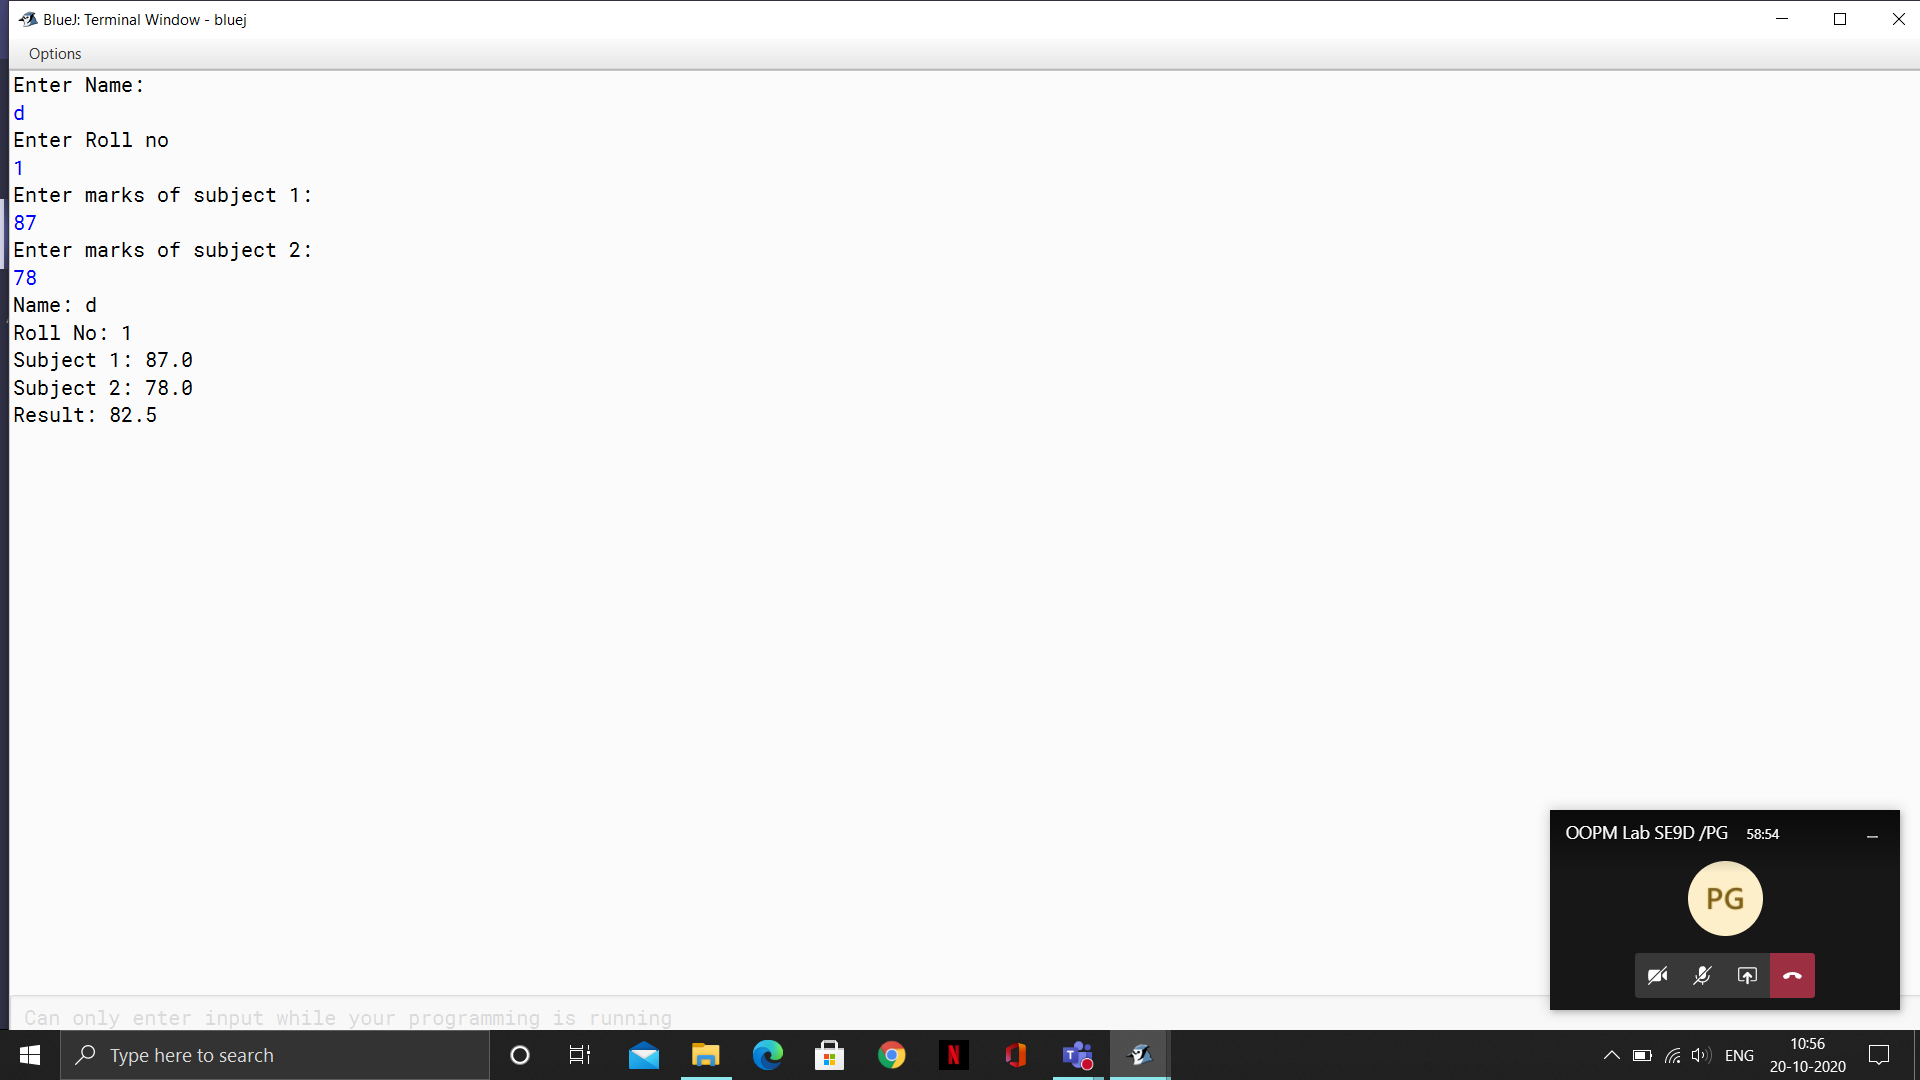 BlueJ: Terminal Window - bluej
Options
Enter Name:
d
Enter Roll no
1
Enter marks of subject 1:
87
Enter marks of subject 2:
78
Name: d
Roll No: 1
Subject 1: 87.0
Subject 2: 78.0
Result: 82.5
OOPM Lab SE9D /PG 58:54
PG
Can only enter input while your programming is running
Type here to search
N
T
ENG
10:56
20-10-2020